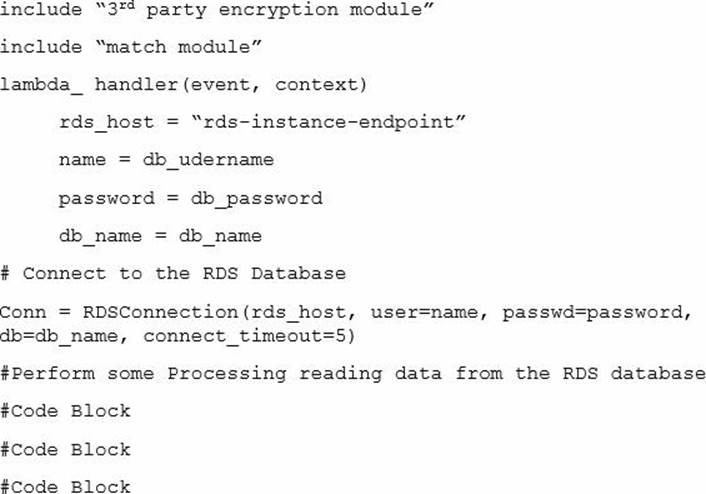 include “3rd party encryption module”
include “match module”
lambda_ handler(event, context)
rds_host = “rds-instance-endpoint”
name = db_udername
password = db_password
db_name = db_name
# Connect to the RDS Database
Conn = RDSConnection(rds_host, user=name, passwd=password,
db=db_name, connect_timeout=5)
#Perform some Processing reading data from the RDS database
#Code Block
#Code Block
#Code Block